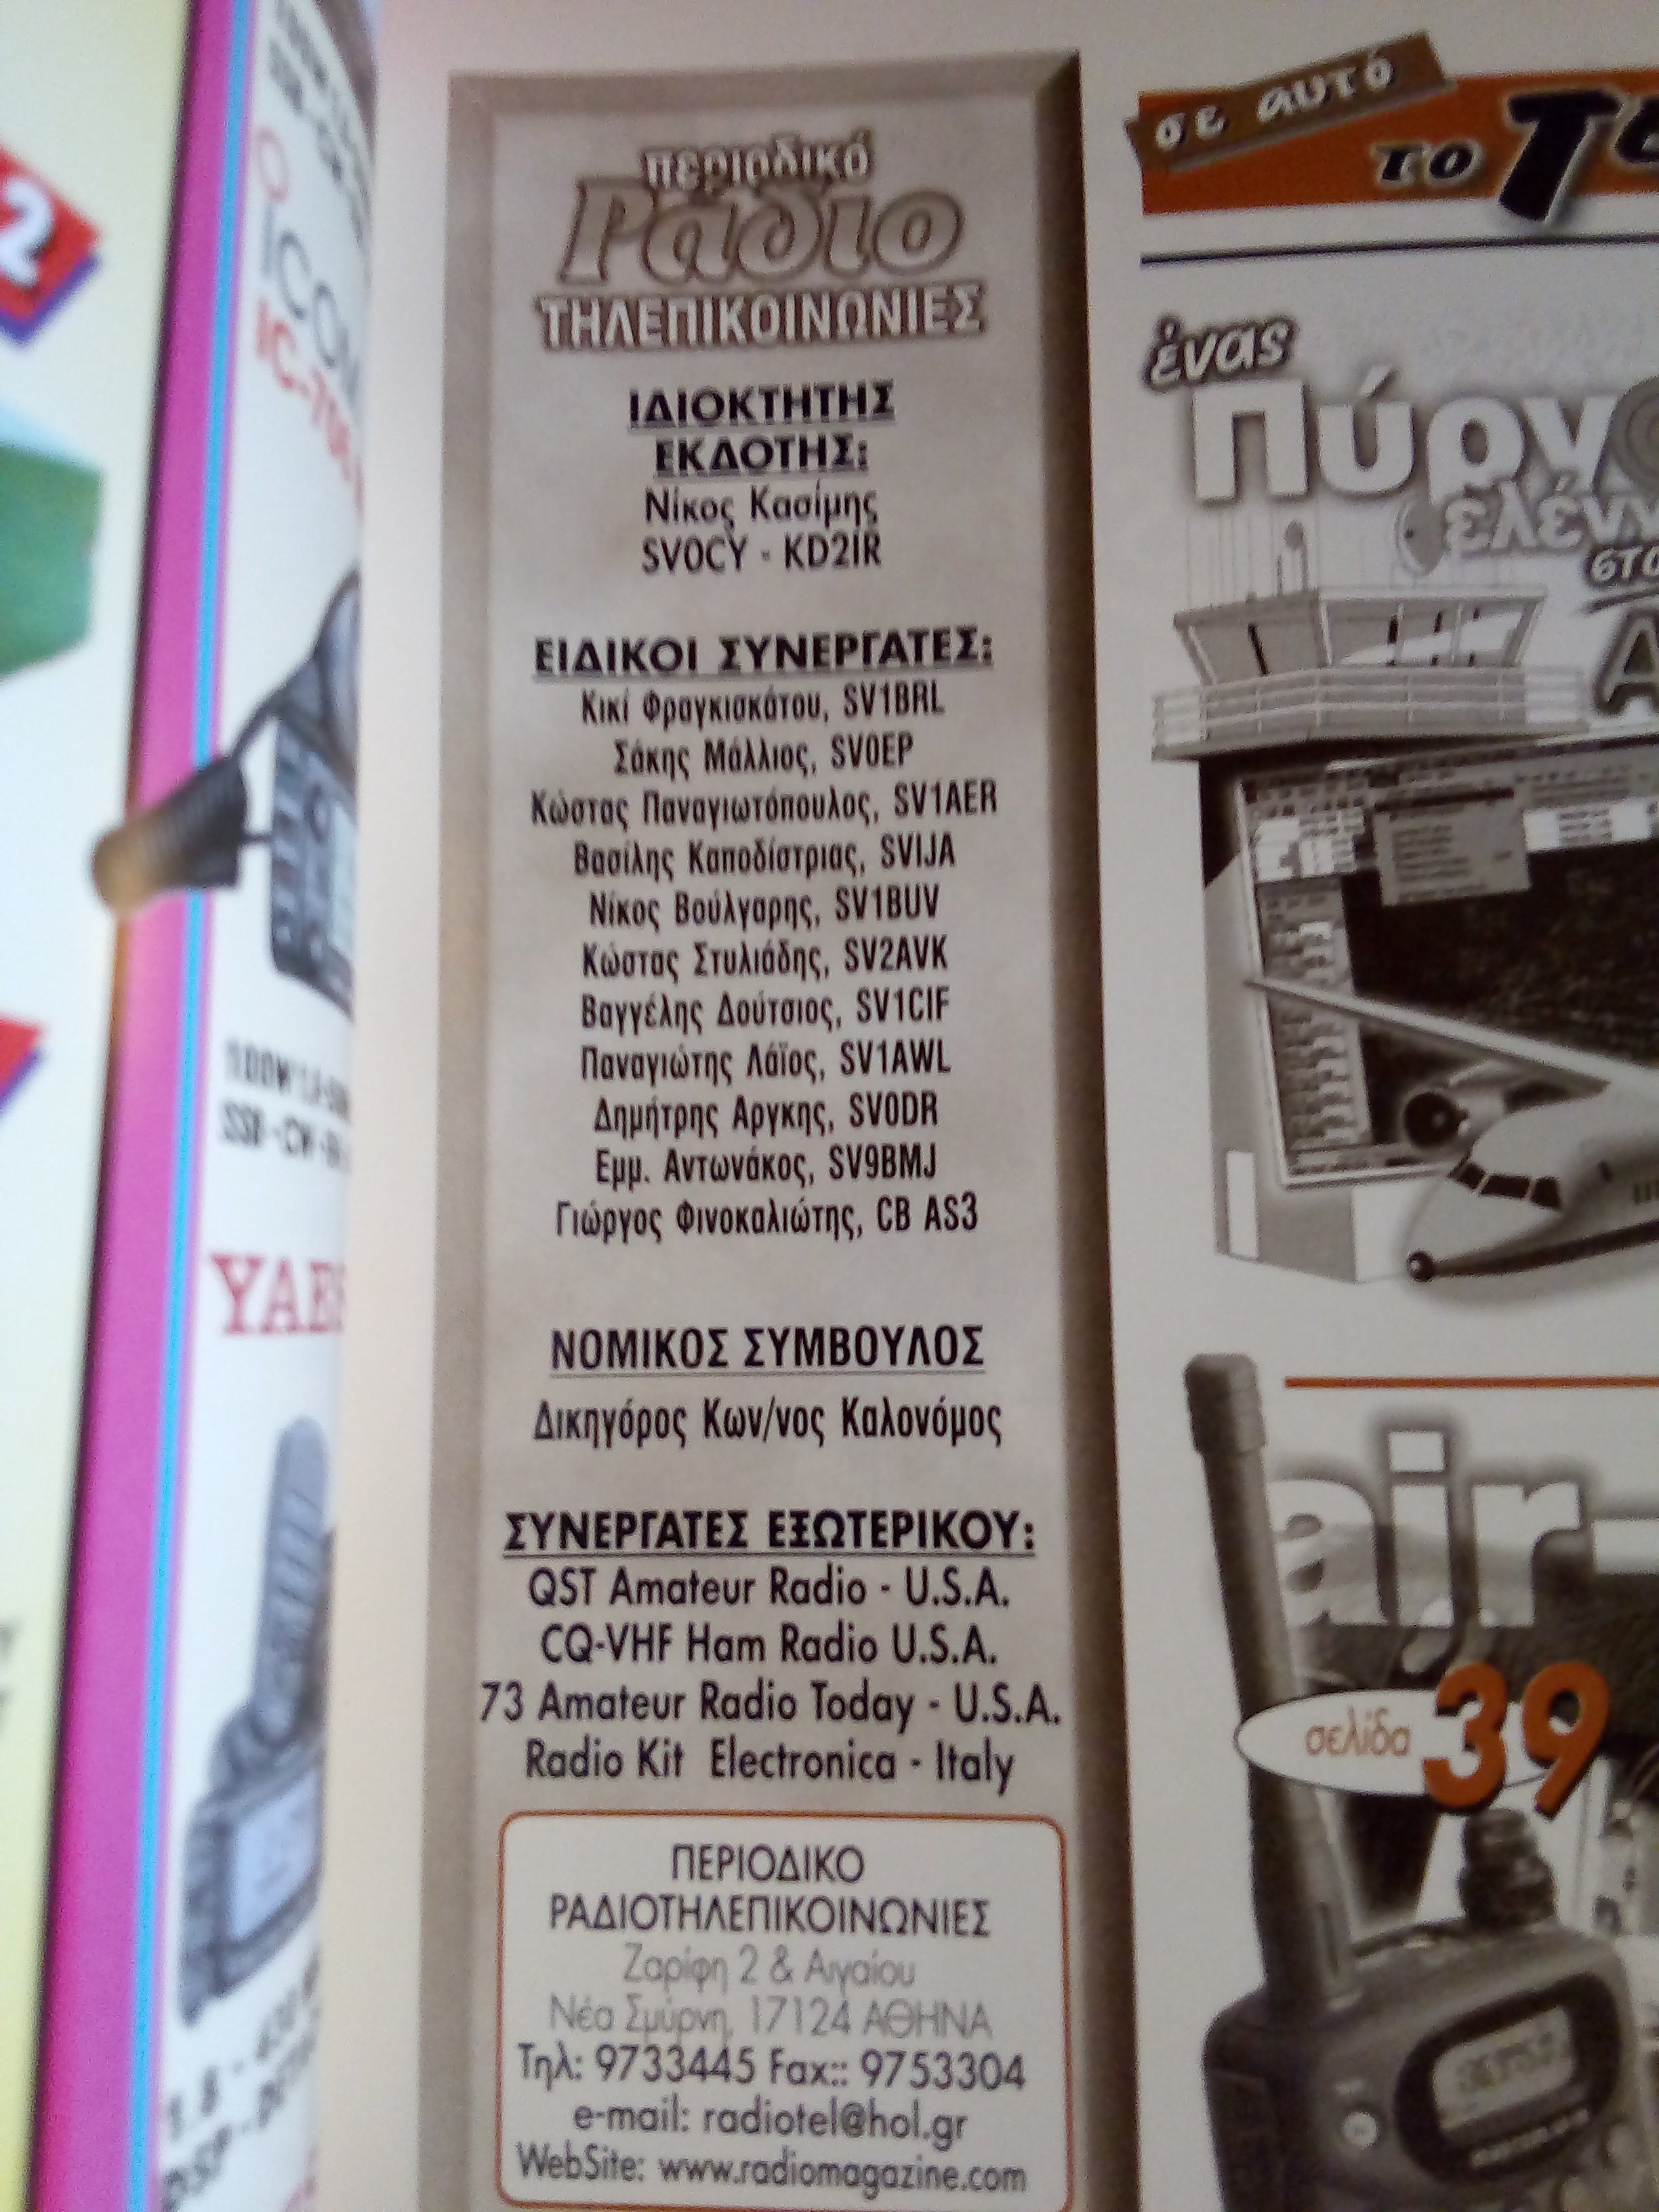 2
ICOM
περιοδικό
Ράδιο
ΤΗΛΕΠΙΚΟΙΝΩΝΙΕΣ
ΙΔΙΟΚΤΗΤΗΣ
ΕΚΔΟΤΗΣ:
Νίκος Κασίμης
SV0CY - KD2IR
ΕΙΔΙΚΟΙ ΣΥΝΕΡΓΑΤΕΣ:
Κική Φραγκισκάτου, SV1BRL
Σάκης Μάλλιος, SV0EP
Κώστας Παναγιωτόπουλος, SV1AER
Βασίλης Καποδίστριας, SVIJA
Νίκος Βούλγαρης, SV1BUV
Κώστας Στυλιάδης, SV2AVK
Βαγγέλης Δούτσιος, SV1CIF
Παναγιώτης Λάϊος, SV1AWL
Δημήτρης Αργκης, SV0DR
Εμμ. Αντωνάκος, SV9BMJ
Γιώργος Φινοκαλιώτης, CB AS3
ΝΟΜΙΚΟΣ ΣΥΜΒΟΥΛΟΣ
Δικηγόρος Κων/νος Καλονόμος
ΣΥΝΕΡΓΑΤΕΣ ΕΞΩΤΕΡΙΚΟΥ:
QST Amateur Radio - U.S.A.
CQ-VHF Ham Radio U.S.A.
73 Amateur Radio Today - U.S.A.
Radio Kit Electronica - Italy
ΠΕΡΙΟΔΙΚΟ
ΡΑΔΙΟΤΗΛΕΠΙΚΟΙΝΩΝΙΕΣ
Ζαρίφη 2 & Αιγαίου
Νέα Σμύρνη, 17124 ΑΘΗΝΑ
Τηλ: 9733445 Fax:: 9753304
e-mail: radiotel@hol.gr
WebSite: www.radiomagazine.com
σε αυτό
το
ένας
air-
σελίδα 39